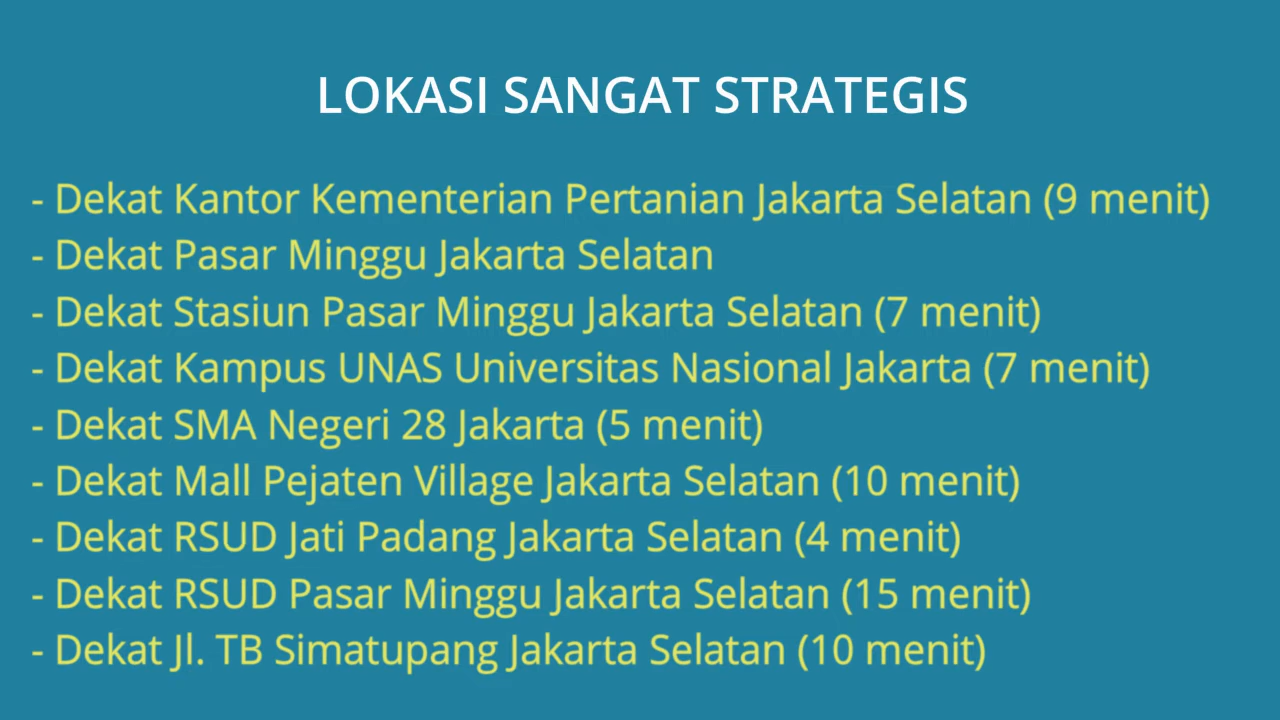 LOKASI SANGAT STRATEGIS
- Dekat Kantor Kementerian Pertanian Jakarta Selatan (9 menit)
- Dekat Pasar Minggu Jakarta Selatan
- Dekat Stasiun Pasar Minggu Jakarta Selatan (7 menit)
- Dekat Kampus UNAS Universitas Nasional Jakarta (7 menit)
- Dekat SMA Negeri 28 Jakarta (5 menit)
- Dekat Mall Pejaten Village Jakarta Selatan (10 menit)
- Dekat RSUD Jati Padang Jakarta Selatan (4 menit)
- Dekat RSUD Pasar Minggu Jakarta Selatan (15 menit)
- Dekat Jl. TB Simatupang Jakarta Selatan (10 menit)